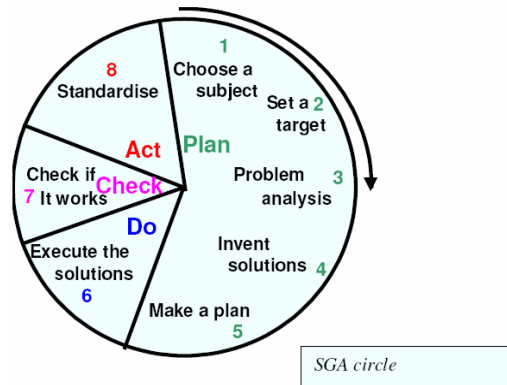 1
Choose a
subject
Set a 2
target
Plan
Problem 3
analysis
Invent
solutions 4
Make a plan
5
Do
Execute the
solutions
6
Check
Check if
7 It works
Act
8
Standardise
SGA circle